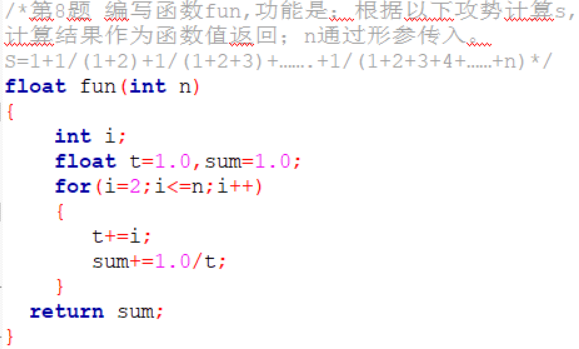 /*第8题 编写函数fun,功能是：根据以下攻势计算s,
计算结果作为函数值返回；n通过形参传入。
S=1+1/(1+2)+1/(1+2+3)+…….+1/(1+2+3+4+……+n)*/
float fun(int n)
{
int i;
float t=1.0,sum=1.0;
for(i=2;i<=n;i++)
{
t+=i;
sum+=1.0/t;
}
return sum;
}